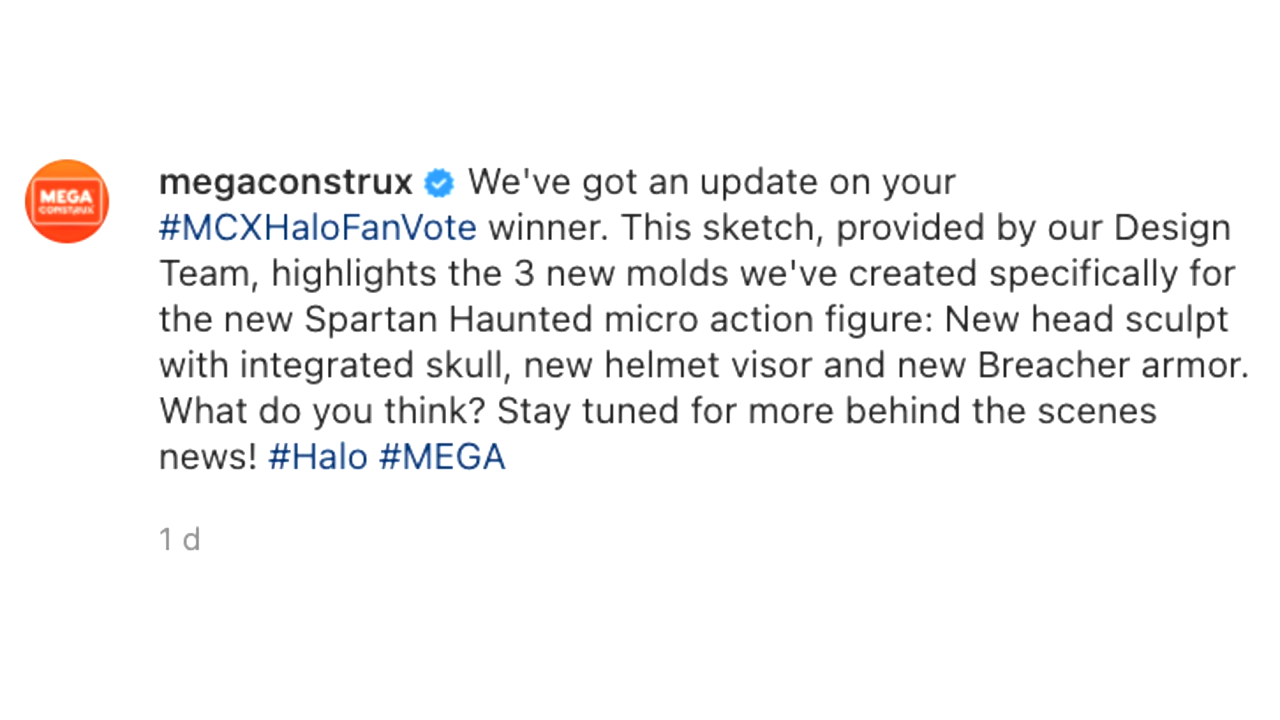 MEGA
CONSTRUX
megaconstrux We've got an update on your
#MCXHaloFanVote winner. This sketch, provided by our Design
Team, highlights the 3 new molds we've created specifically for
the new Spartan Haunted micro action figure: New head sculpt
with integrated skull, new helmet visor and new Breacher armor.
What do you think? Stay tuned for more behind the scenes
news! #Halo #MEGA
1 d